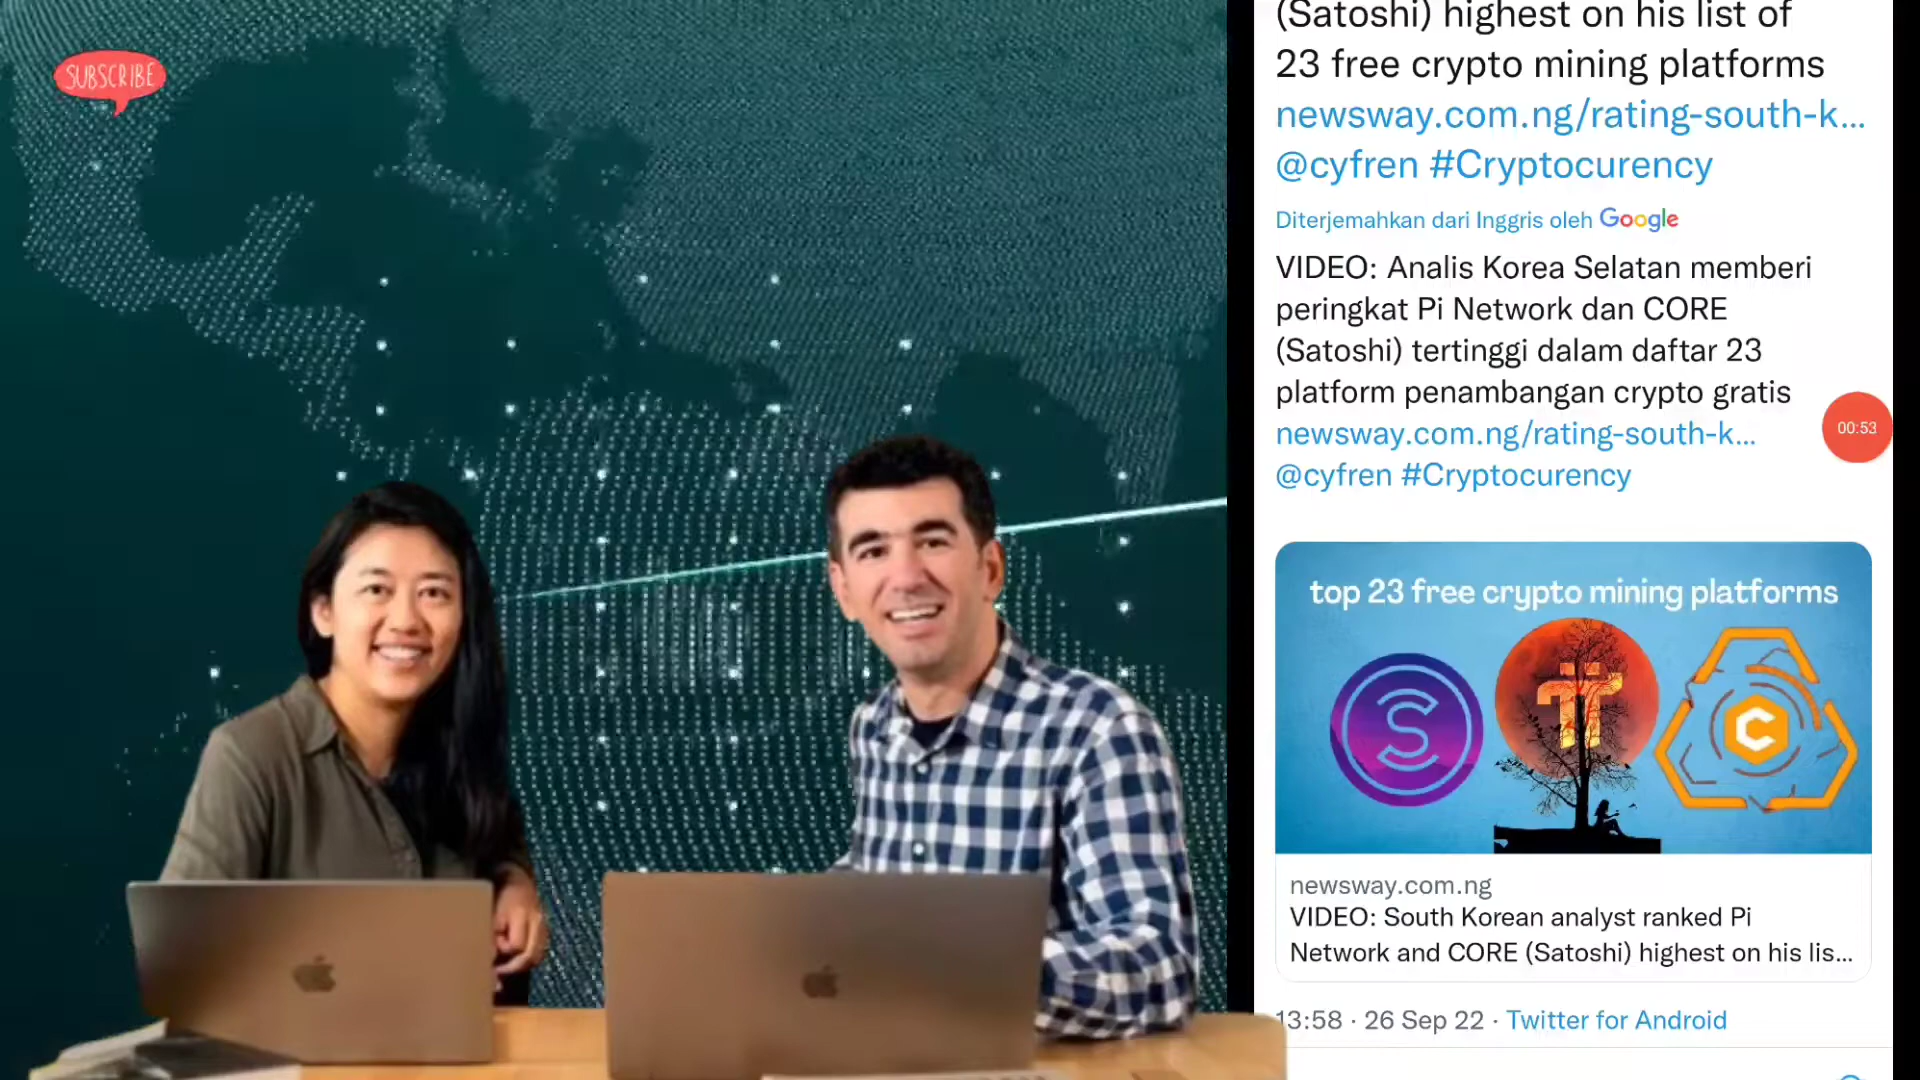 SUBSCRIBE
(Satoshi) highest on his list of
23 free crypto mining platforms
newsway.com.ng/rating-south-k...
@cyfren #Cryptocurency
Diterjemahkan dari Inggris oleh Google
VIDEO: Analis Korea Selatan memberi
peringkat Pi Network dan CORE
(Satoshi) tertinggi dalam daftar 23
platform penambangan crypto gratis
newsway.com.ng/rating-south-k...
@cyfren #Cryptocurency
00:53
top 23 free crypto mining platforms
newsway.com.ng
VIDEO: South Korean analyst ranked Pi
Network and CORE (Satoshi) highest on his lis...
13:58 · 26 Sep 22 · Twitter for Android